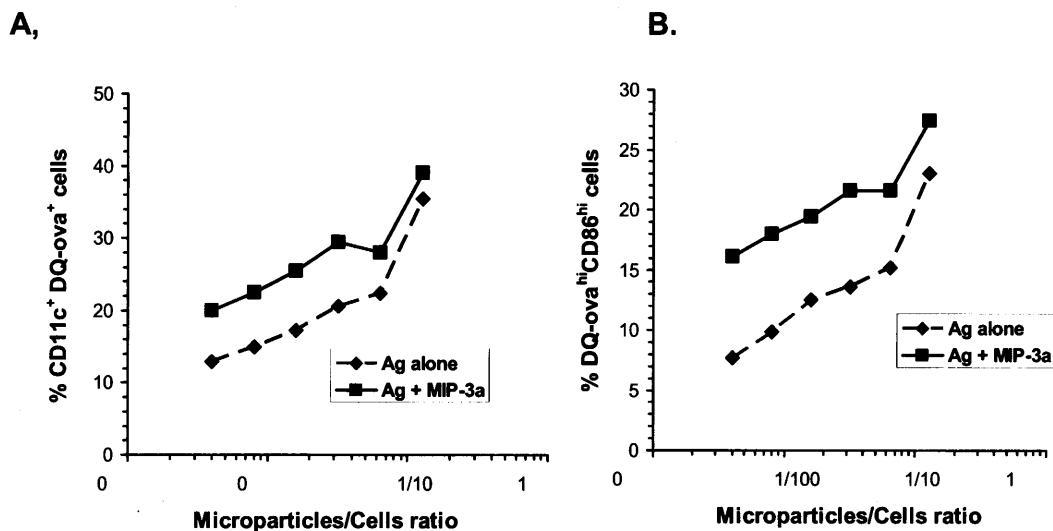 A,
50
40
30
20
10
0
% CD11c⁺ DQ-ova⁺ cells
Ag alone
Ag + MIP-3a
0 0 1/10 1
Microparticles/Cells ratio
B.
30
25
20
15
10
5
0
% DQ-ovaʰⁱCD86ʰⁱ cells
Ag alone
Ag + MIP-3a
0 1/100 1/10 1
Microparticles/Cells ratio